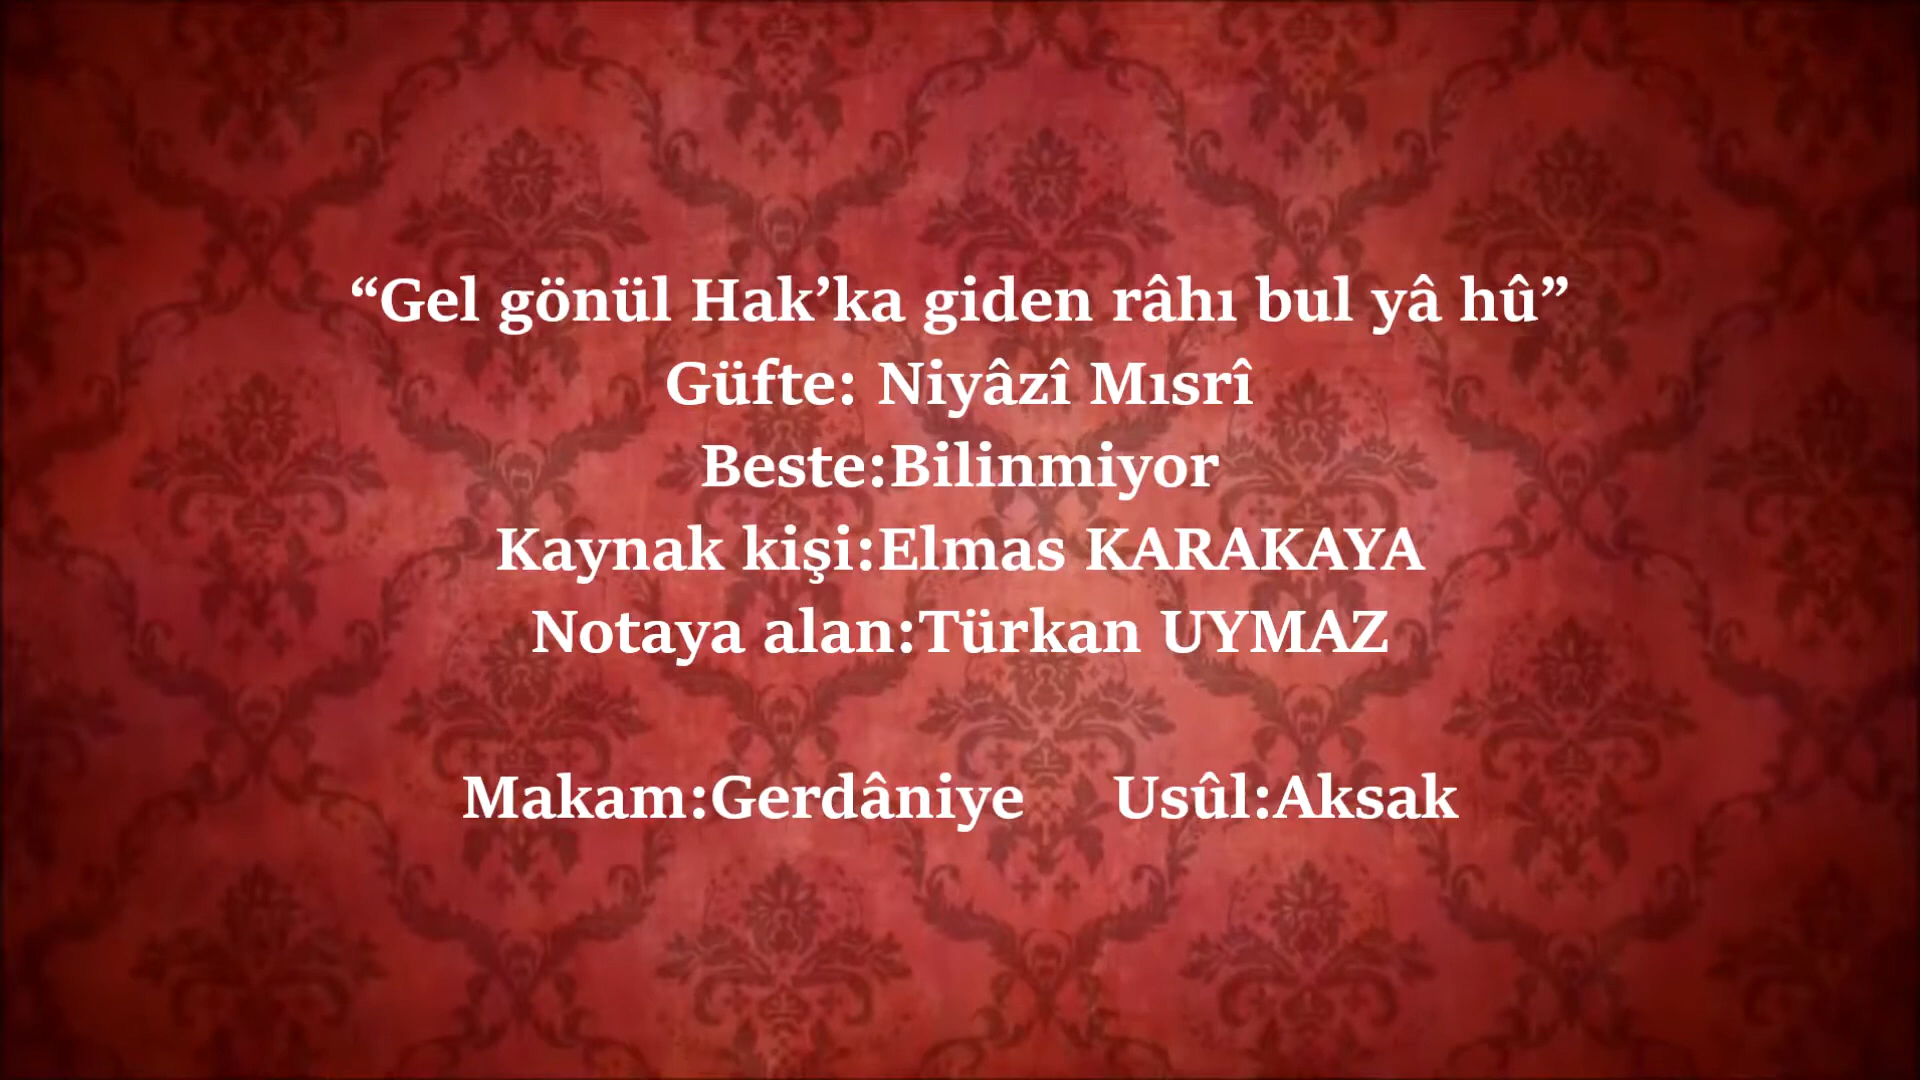 “Gel gönül Hak’ka giden râhı bul yâ hû”
Güfte: Niyâzî Mısrî
Beste:Bilinmiyor
Kaynak kişi:Elmas KARAKAYA
Notaya alan:Türkan UYMAZ
Makam:Gerdâniye Usûl:Aksak